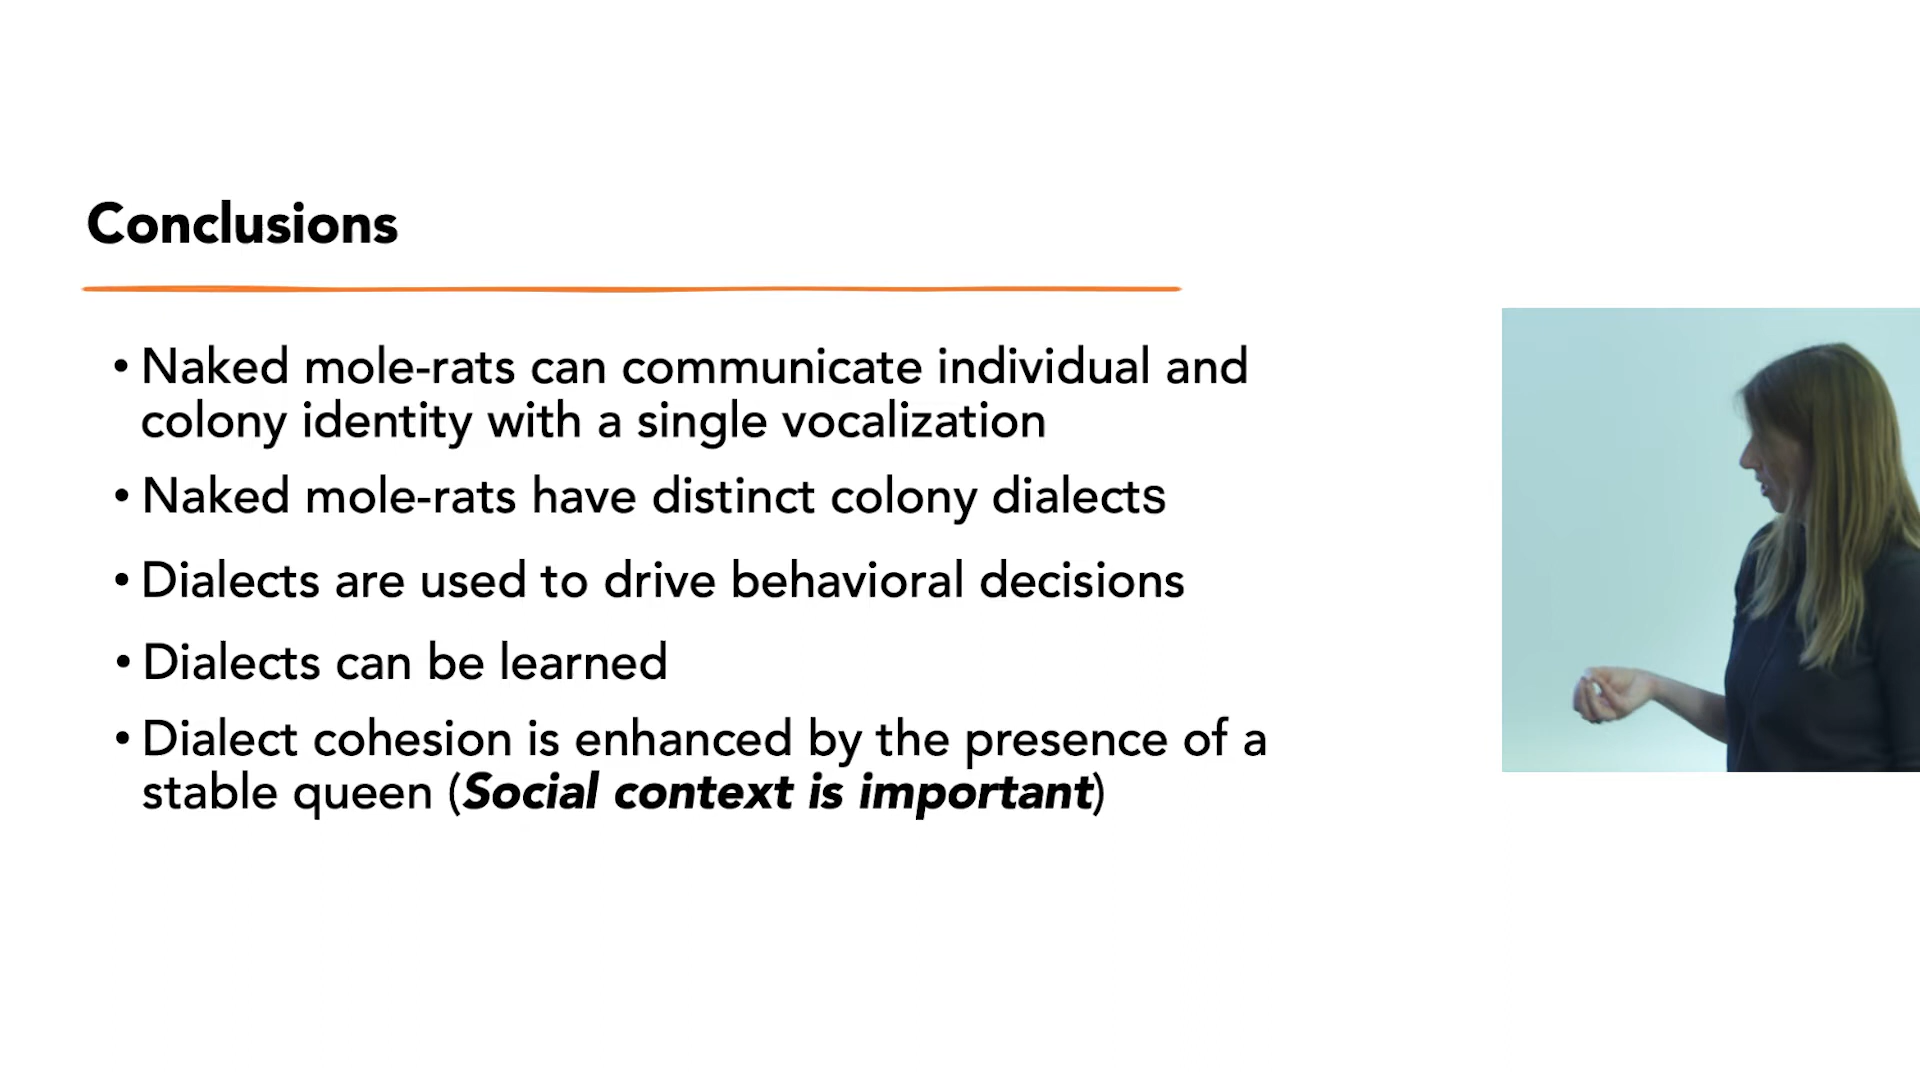 Conclusions
• Naked mole-rats can communicate individual and
colony identity with a single vocalization
• Naked mole-rats have distinct colony dialects
• Dialects are used to drive behavioral decisions
• Dialects can be learned
• Dialect cohesion is enhanced by the presence of a
stable queen (Social context is important)